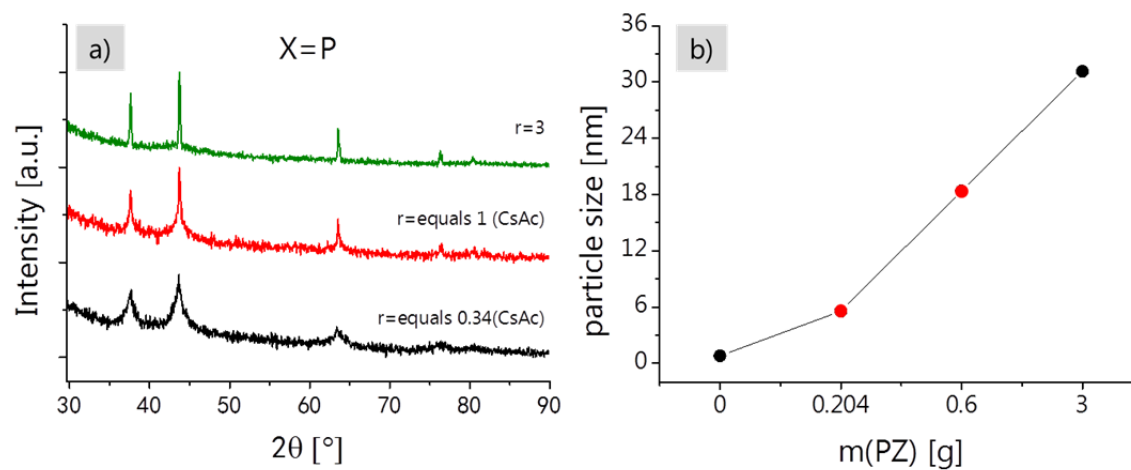 a)
X=P
r=3
r=equals 1 (CsAc)
r=equals 0.34(CsAc)
Intensity [a.u.]
30 40 50 60 70 80 90
2θ [°]
b)
36
30
24
18
12
6
0
particle size [nm]
0 0.204 0.6 3
m(PZ) [g]